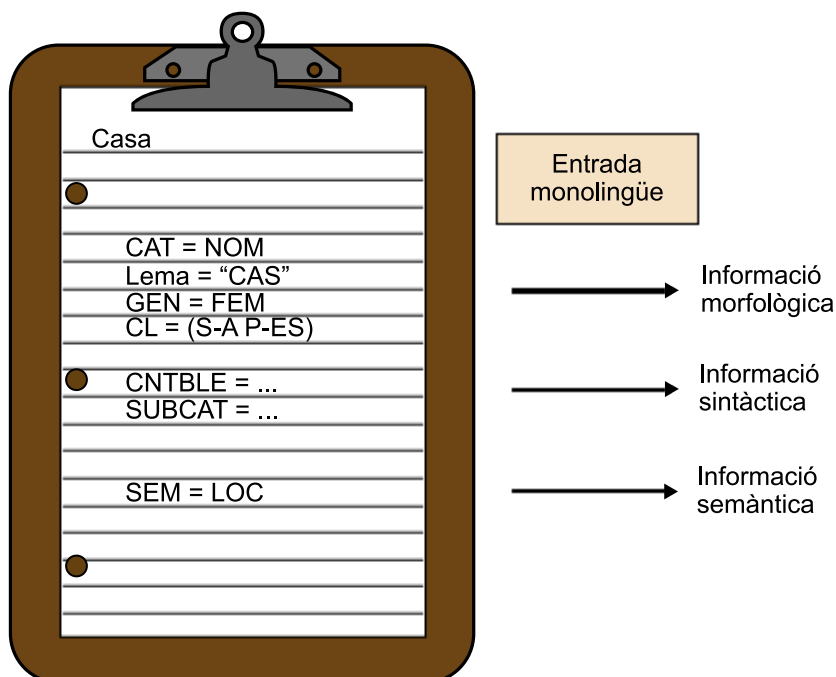 Casa
Entrada
monolingüe
CAT = NOM
Lema = “CAS”
GEN = FEM
CL = (S-A P-ES)
Informació
morfològica
CNTBLE = ...
SUBCAT = ...
Informació
sintàctica
SEM = LOC
Informació
semàntica